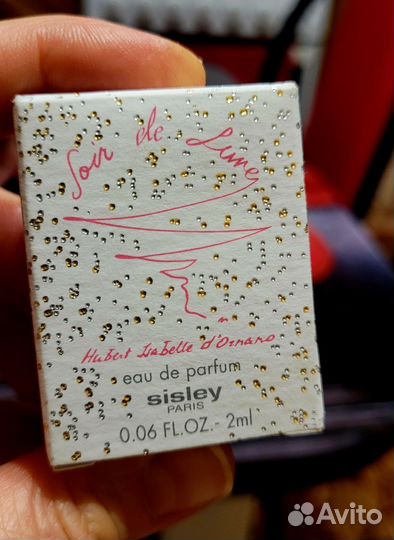 Soir de Lune
Hubert Isabelle d'Ornano
eau de parfum
sisley
PARIS
0.06 FL.OZ.- 2ml
Avito